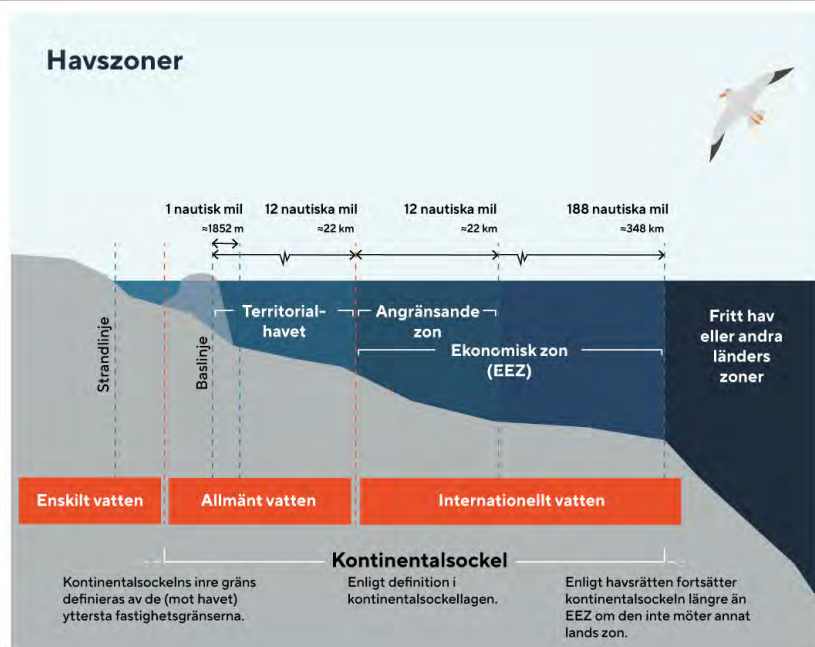 Havszoner
1 nautisk mil
≈1852 m
12 nautiska mil
≈22 km
12 nautiska mil
≈22 km
188 nautiska mil
≈348 km
Strandlinje
Baslinje
Territorial-
havet
Angränsande
zon
Ekonomisk zon
(EEZ)
Fritt hav
eller andra
länders
zoner
Enskilt vatten
Allmänt vatten
Internationellt vatten
Kontinentalsockel
Kontinentalsockelns inre gräns
definieras av de (mot havet)
yttersta fastighetsgränserna.
Enligt definition i
kontinentalsockellagen.
Enligt havsrätten fortsätter
kontinentalsockeln längre än
EEZ om den inte möter annat
lands zon.